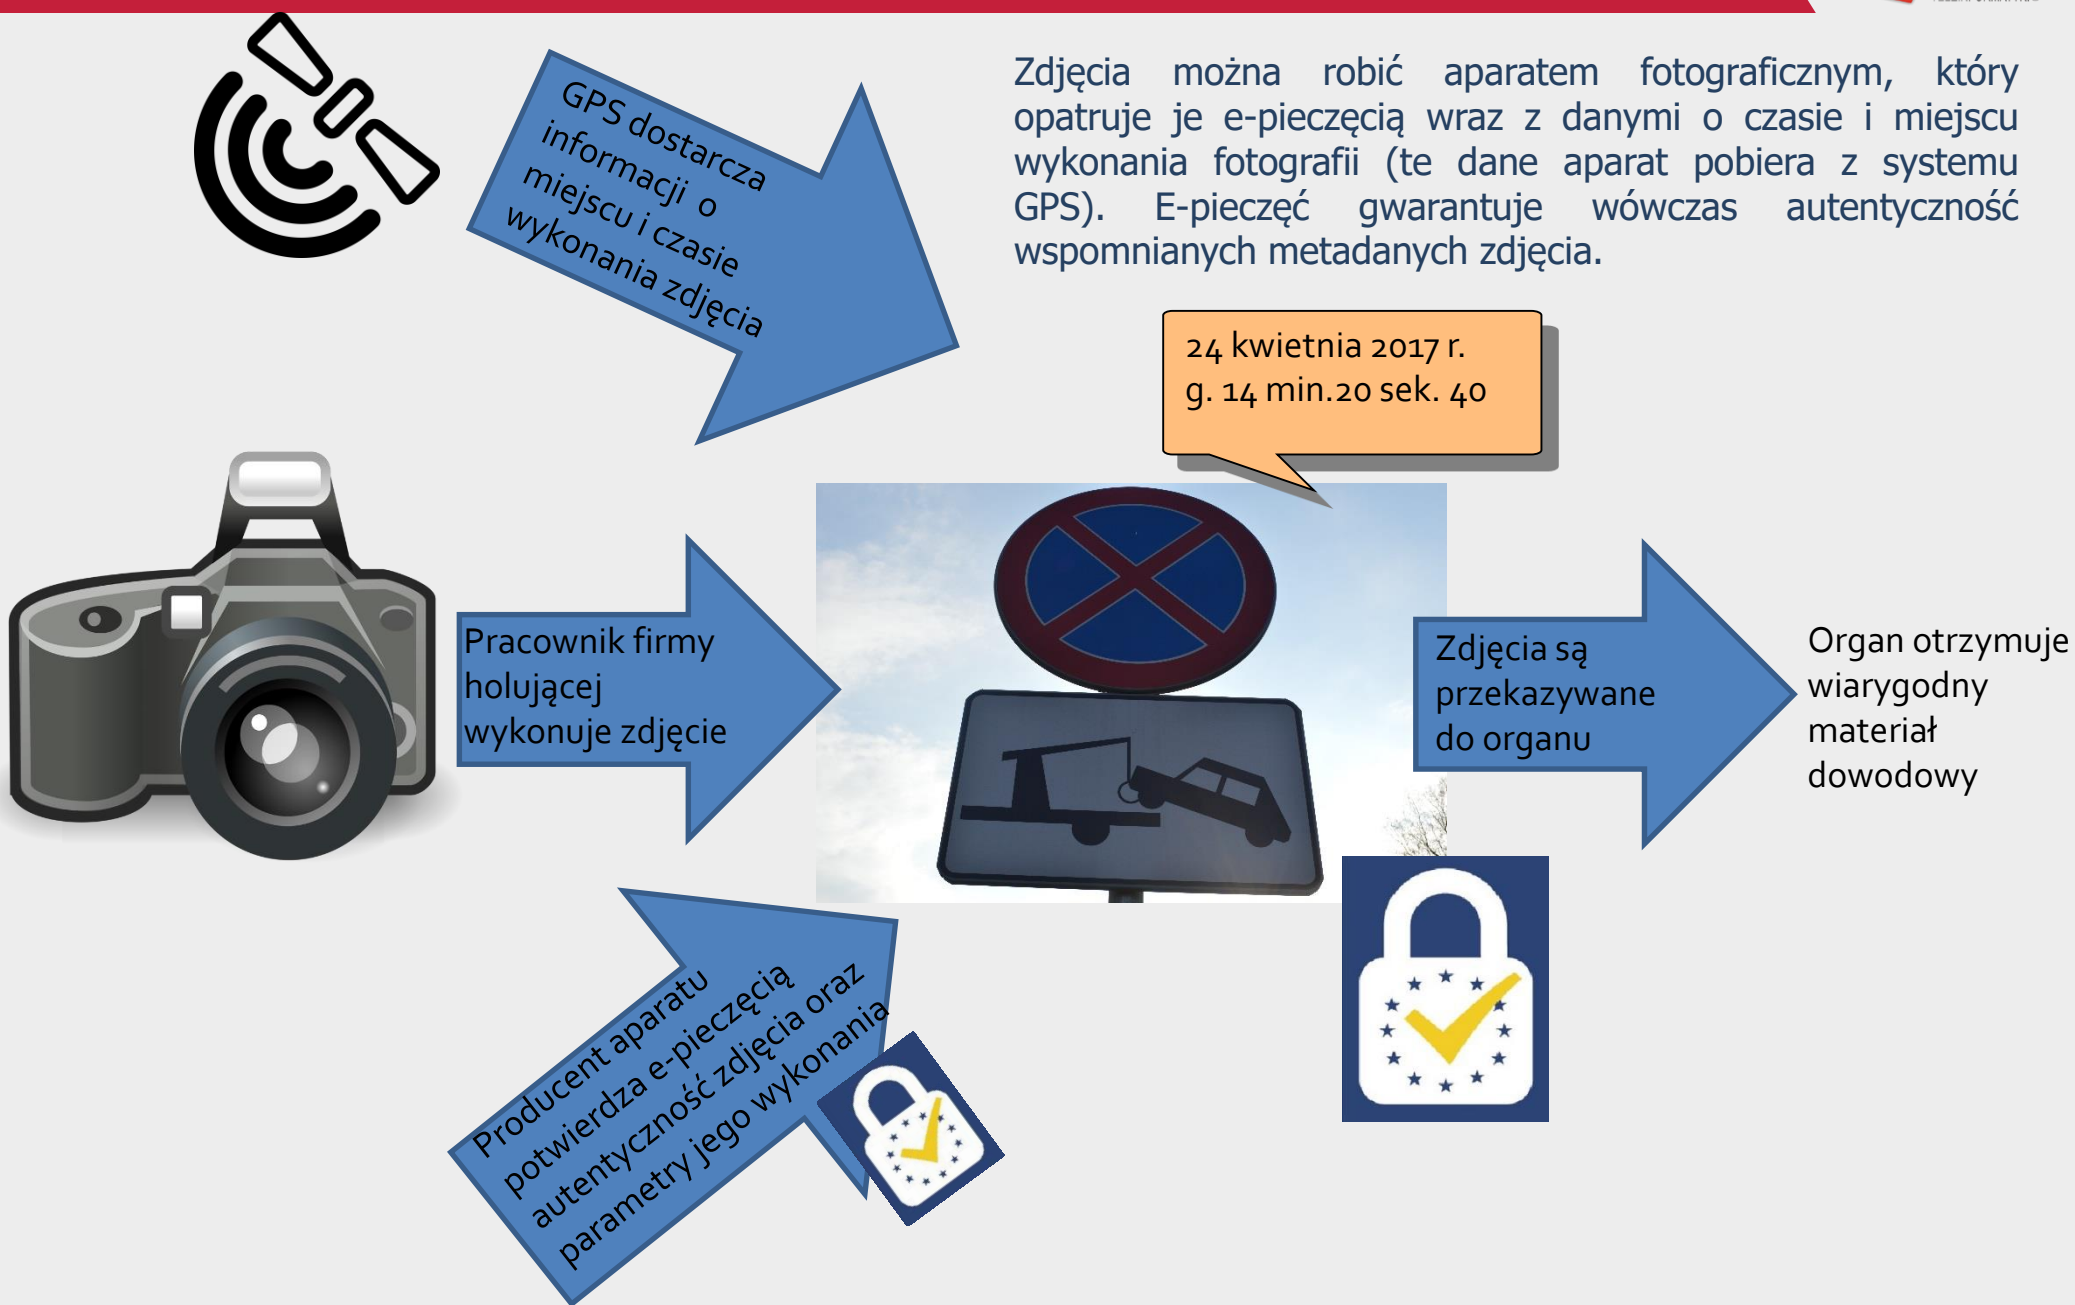 Zdjęcia można robić aparatem fotograficznym, który
opatruje je e-pieczęcią wraz z danymi o czasie i miejscu
wykonania fotografii (te dane aparat pobiera z systemu
GPS). E-pieczęć gwarantuje wówczas autentyczność
wspomnianych metadanych zdjęcia.
GPS dostarcza
informacji o
miejscu i czasie
wykonania zdjęcia
24 kwietnia 2017 r.
g. 14 min.20 sek. 40
Pracownik firmy
holującej
wykonuje zdjęcie
Zdjęcia są
przekazywane
do organu
Organ otrzymuje
wiarygodny
materiał
dowodowy
Producent aparatu
potwierdza e-pieczęcią
autentyczność zdjęcia oraz
parametry jego wykonania